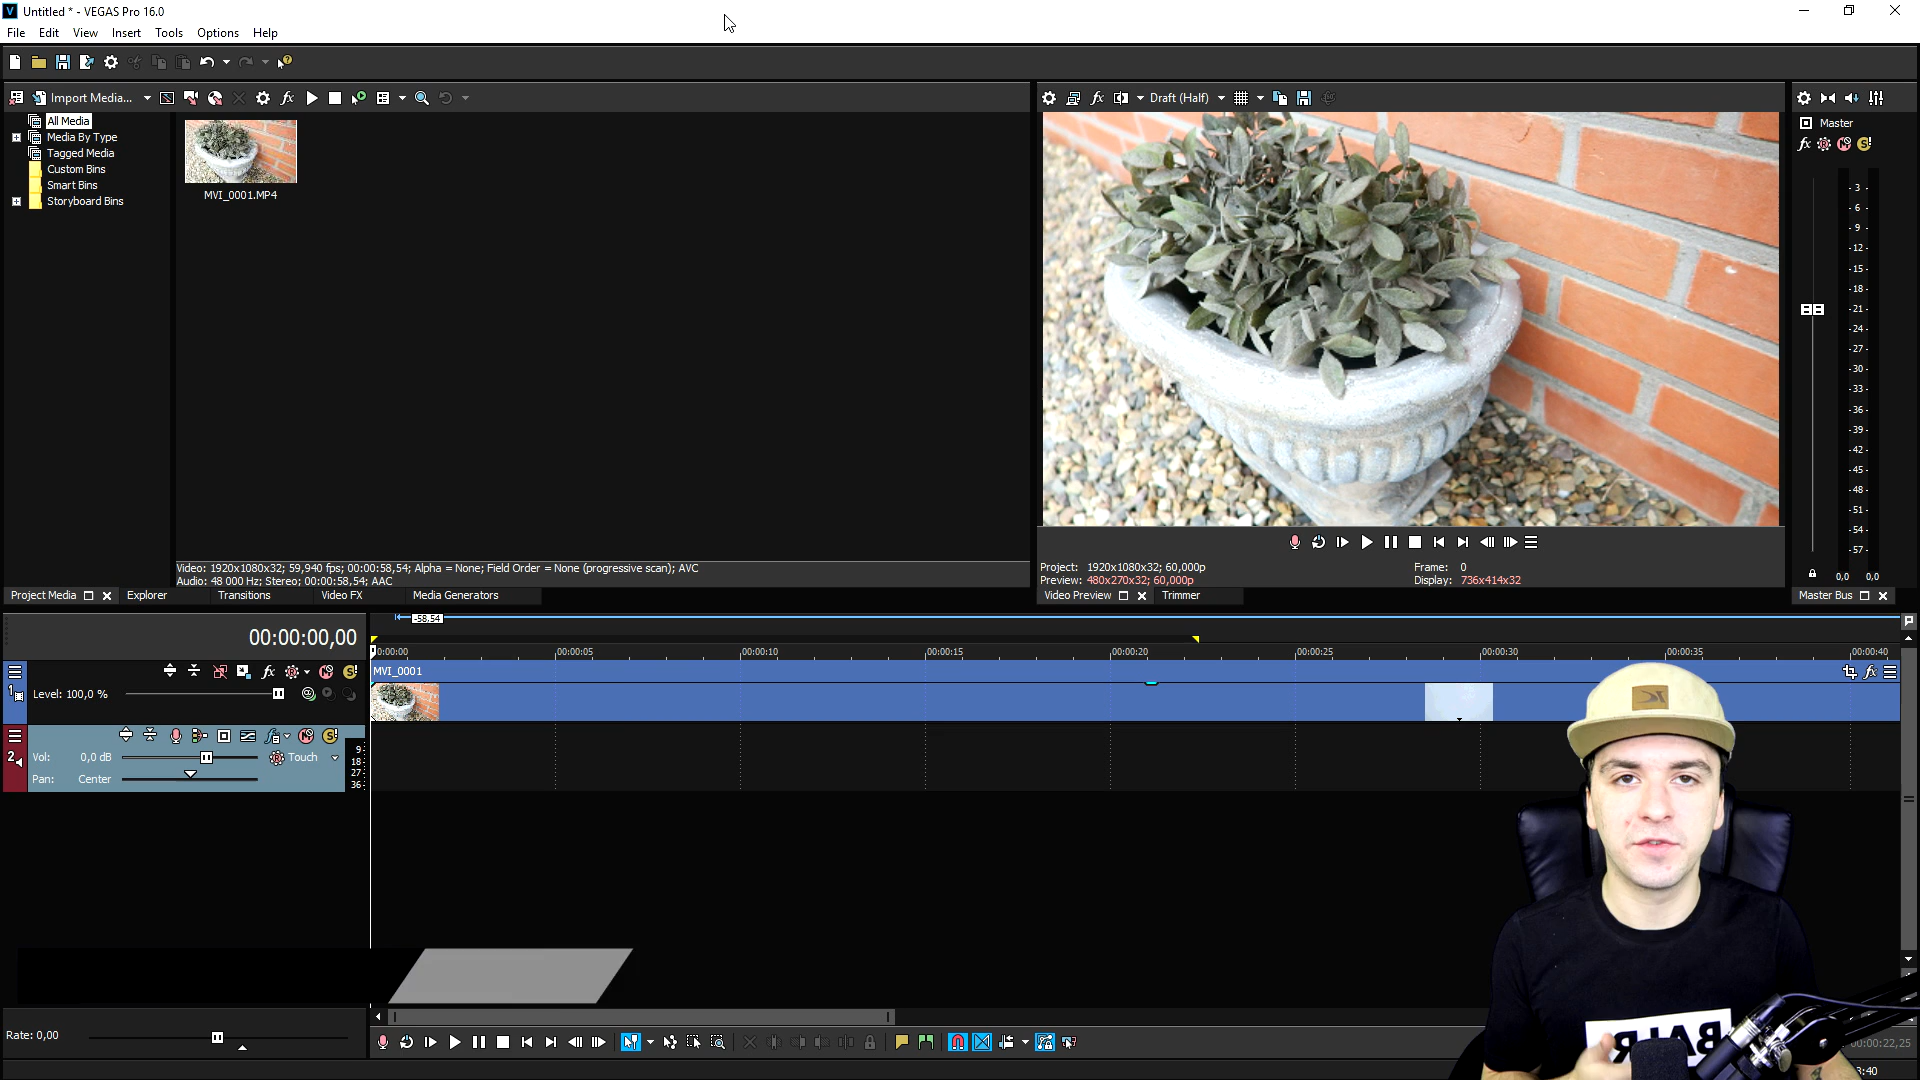 Untitled * - VEGAS Pro 16.0
File Edit View Insert Tools Options Help
Import Media...
Draft (Half)
All Media
Media By Type
Tagged Media
Custom Bins
Smart Bins
Storyboard Bins
MVI_0001.MP4
Master
- 3 -
- 6 -
- 9 -
- 12 -
- 15 -
- 18 -
- 21 -
- 24 -
- 27 -
- 30 -
- 33 -
- 36 -
- 39 -
- 42 -
- 45 -
- 48 -
- 51 -
- 54 -
- 57 -
0,0 0,0
Video: 1920x1080x32; 59,940 fps; 00:00:58,54; Alpha = None; Field Order = None (progressive scan); AVC
Audio: 48 000 Hz; Stereo; 00:00:58,54; AAC
Project: 1920x1080x32; 60,000p
Preview: 480x270x32; 60,000p
Frame: 0
Display: 736x414x32
Project Media Explorer Transitions Video FX Media Generators
Video Preview Trimmer
Master Bus
00:00:00,00
-58,54
0:00:00 00:00:05 00:00:10 00:00:15 00:00:20 00:00:25 00:00:30 00:00:35 00:00:40
MVI_0001
1
Level: 100,0 %
2
Vol: 0,0 dB
Touch
Pan: Center
9
18
27
36
Rate: 0,00
00:00:22,25
3:40